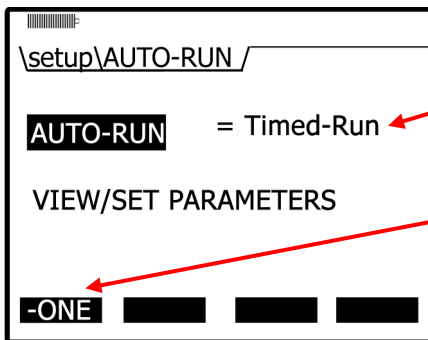 \setup\AUTO-RUN /
AUTO-RUN = Timed-Run
VIEW/SET PARAMETERS
-ONE